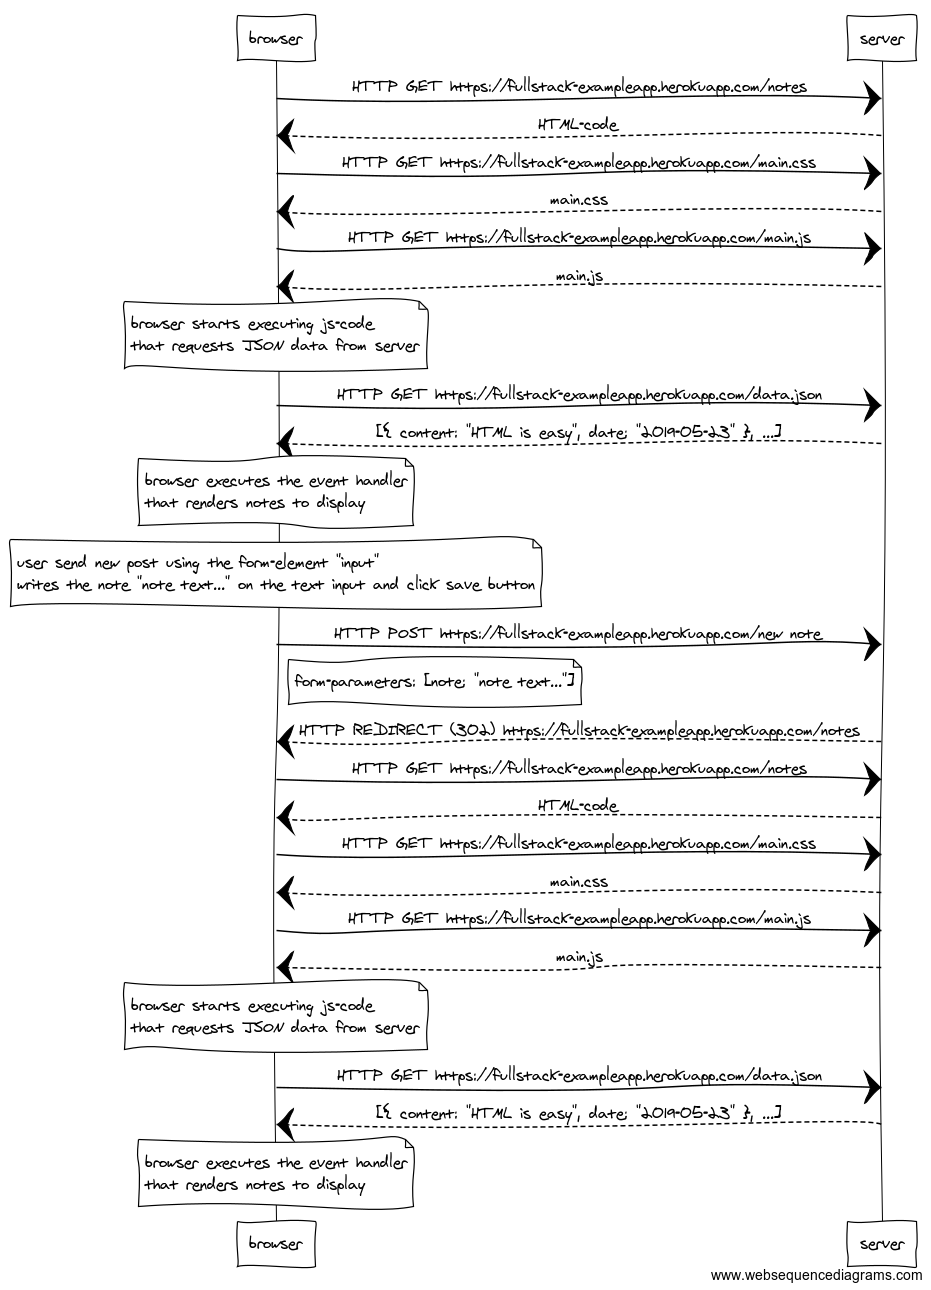 browser
server
HTTP GET https://fullstack-exampleapp.herokuapp.com/notes
HTML-code
HTTP GET https://fullstack-exampleapp.herokuapp.com/main.css
main.css
HTTP GET https://fullstack-exampleapp.herokuapp.com/main.js
main.js
browser starts executing js-code
that requests JSON data from server
HTTP GET https://fullstack-exampleapp.herokuapp.com/data.json
[{ content: "HTML is easy", date: "2019-05-23" }, ...]
browser executes the event handler
that renders notes to display
user send new post using the form-element "input"
writes the note "note text..." on the text input and click save button
HTTP POST https://fullstack-exampleapp.herokuapp.com/new note
form-parameters: [note: "note text..."]
HTTP REDIRECT (302) https://fullstack-exampleapp.herokuapp.com/notes
HTTP GET https://fullstack-exampleapp.herokuapp.com/notes
HTML-code
HTTP GET https://fullstack-exampleapp.herokuapp.com/main.css
main.css
HTTP GET https://fullstack-exampleapp.herokuapp.com/main.js
main.js
browser starts executing js-code
that requests JSON data from server
HTTP GET https://fullstack-exampleapp.herokuapp.com/data.json
[{ content: "HTML is easy", date: "2019-05-23" }, ...]
browser executes the event handler
that renders notes to display
browser
server
www.websequencediagrams.com